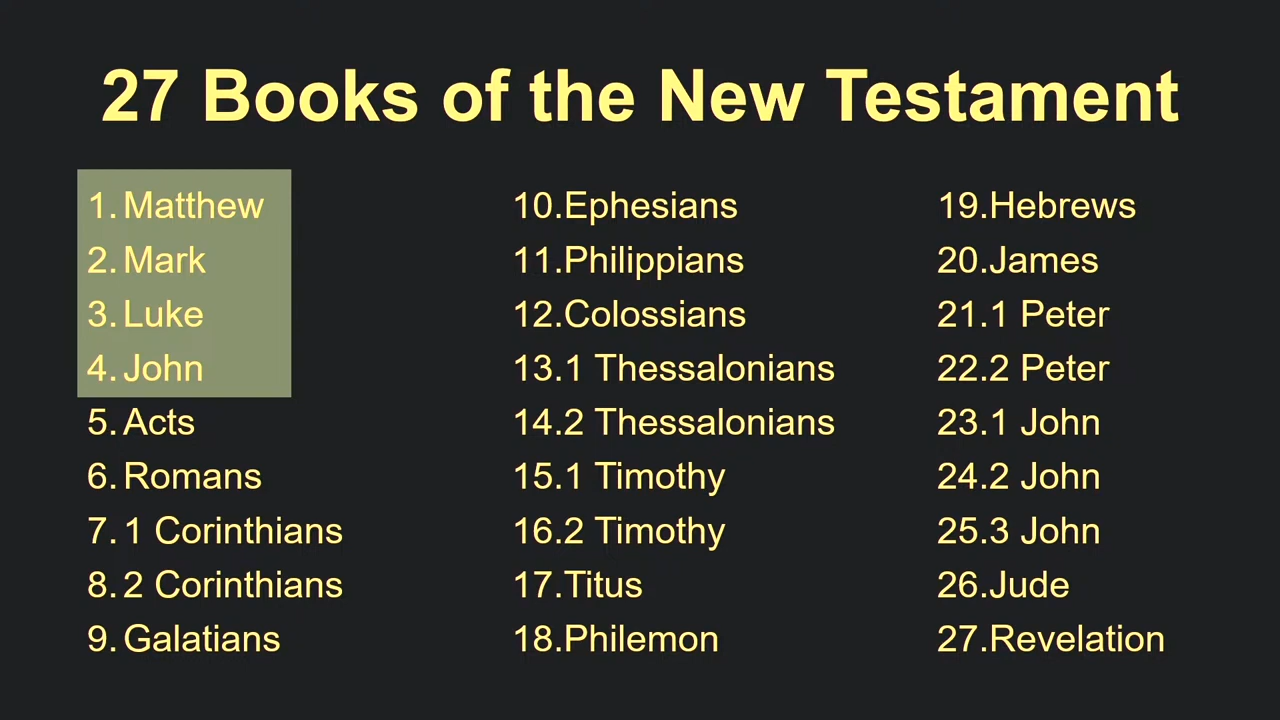 27 Books of the New Testament
1. Matthew
2. Mark
3. Luke
4. John
5. Acts
6. Romans
7. 1 Corinthians
8. 2 Corinthians
9. Galatians
10.Ephesians
11.Philippians
12.Colossians
13.1 Thessalonians
14.2 Thessalonians
15.1 Timothy
16.2 Timothy
17.Titus
18.Philemon
19.Hebrews
20.James
21.1 Peter
22.2 Peter
23.1 John
24.2 John
25.3 John
26.Jude
27.Revelation